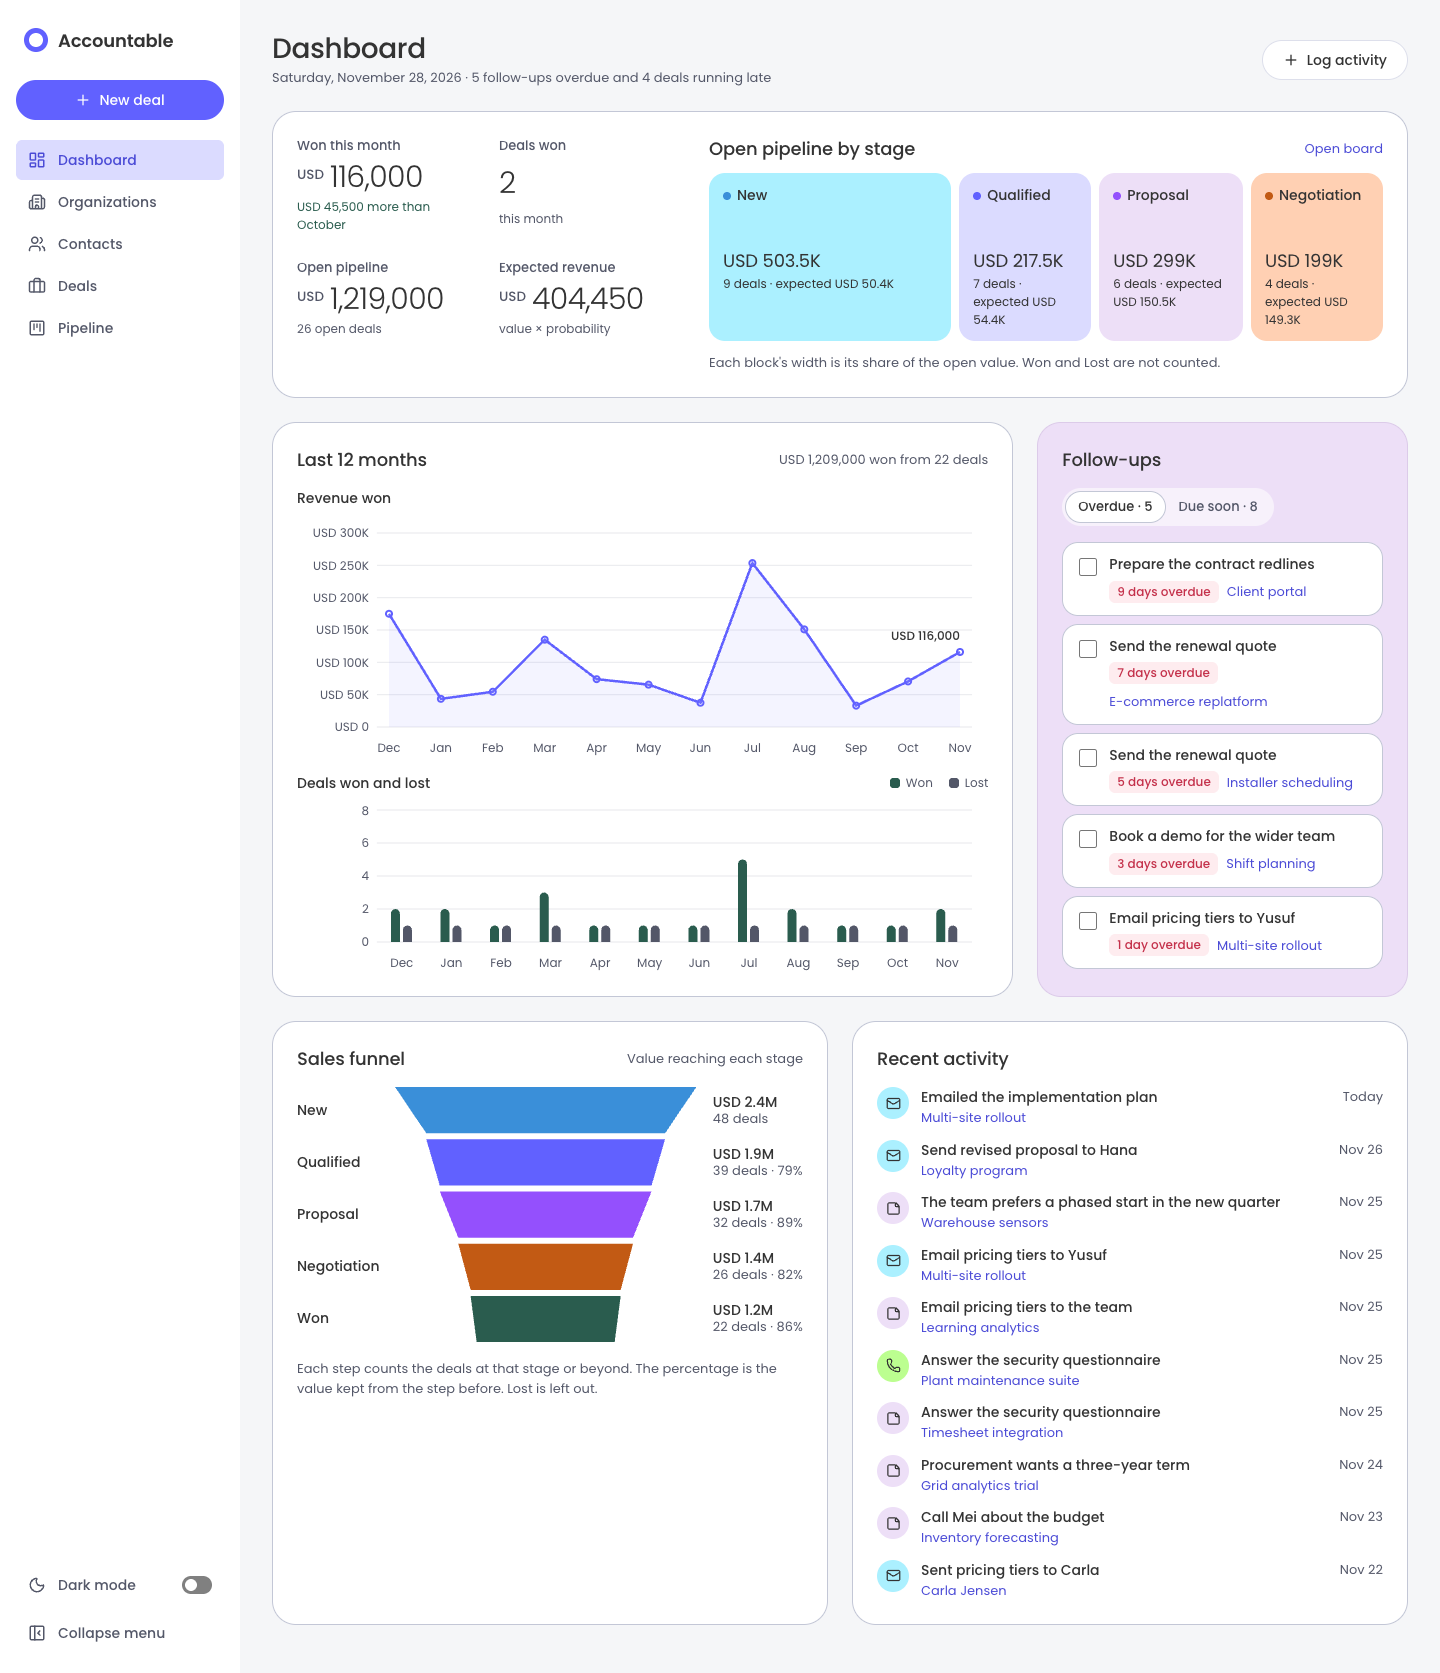 Accountable
New deal
Dashboard
Organizations
Contacts
Deals
Pipeline
Dark mode
Collapse menu
Dashboard
Saturday, November 28, 2026 · 5 follow-ups overdue and 4 deals running late
Log activity
Won this month
USD 116,000
USD 45,500 more than
October
Deals won
2
this month
Open pipeline
USD 1,219,000
26 open deals
Expected revenue
USD 404,450
value × probability
Open pipeline by stage
Open board
New
USD 503.5K
9 deals · expected USD 50.4K
Qualified
USD 217.5K
7 deals ·
expected USD
54.4K
Proposal
USD 299K
6 deals · expected
USD 150.5K
Negotiation
USD 199K
4 deals ·
expected USD
149.3K
Each block's width is its share of the open value. Won and Lost are not counted.
Last 12 months
USD 1,209,000 won from 22 deals
Revenue won
USD 300K
USD 250K
USD 200K
USD 150K
USD 100K
USD 50K
USD 0
USD 116,000
Dec Jan Feb Mar Apr May Jun Jul Aug Sep Oct Nov
Deals won and lost
Won
Lost
8
6
4
2
0
Dec Jan Feb Mar Apr May Jun Jul Aug Sep Oct Nov
Follow-ups
Overdue · 5
Due soon · 8
Prepare the contract redlines
9 days overdue Client portal
Send the renewal quote
7 days overdue
E-commerce replatform
Send the renewal quote
5 days overdue Installer scheduling
Book a demo for the wider team
3 days overdue Shift planning
Email pricing tiers to Yusuf
1 day overdue Multi-site rollout
Sales funnel
Value reaching each stage
New
USD 2.4M
48 deals
Qualified
USD 1.9M
39 deals · 79%
Proposal
USD 1.7M
32 deals · 89%
Negotiation
USD 1.4M
26 deals · 82%
Won
USD 1.2M
22 deals · 86%
Each step counts the deals at that stage or beyond. The percentage is the
value kept from the step before. Lost is left out.
Recent activity
Emailed the implementation plan
Today
Multi-site rollout
Send revised proposal to Hana
Nov 26
Loyalty program
The team prefers a phased start in the new quarter
Nov 25
Warehouse sensors
Email pricing tiers to Yusuf
Nov 25
Multi-site rollout
Email pricing tiers to the team
Nov 25
Learning analytics
Answer the security questionnaire
Nov 25
Plant maintenance suite
Answer the security questionnaire
Nov 25
Timesheet integration
Procurement wants a three-year term
Nov 24
Grid analytics trial
Call Mei about the budget
Nov 23
Inventory forecasting
Sent pricing tiers to Carla
Nov 22
Carla Jensen